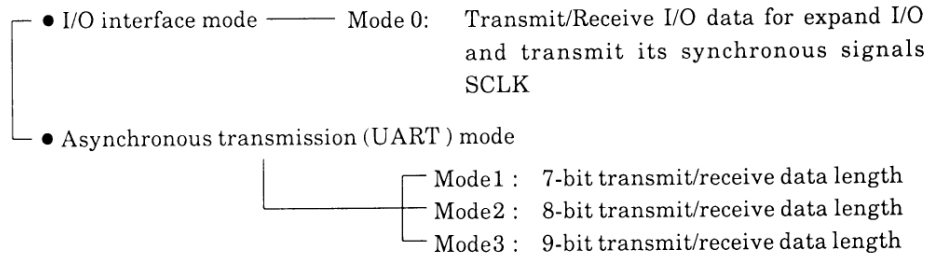 ● I/O interface mode Mode 0: Transmit/Receive I/O data for expand I/O
and transmit its synchronous signals
SCLK
● Asynchronous transmission (UART) mode
Mode1 : 7-bit transmit/receive data length
Mode2 : 8-bit transmit/receive data length
Mode3 : 9-bit transmit/receive data length